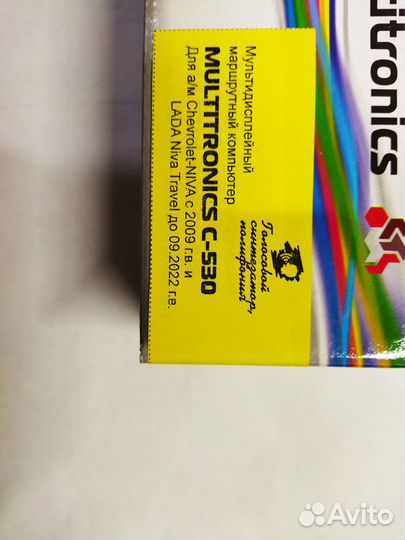 Multitronics
Мультидисплейный
маршрутный компьютер
MULTITRONICS C-530
Для а/м Chevrolet-NIVA с 2009 г.в. и
LADA Niva Travel до 09.2022 г.в.
Голосовой
синтезатор,
полифония
Avito